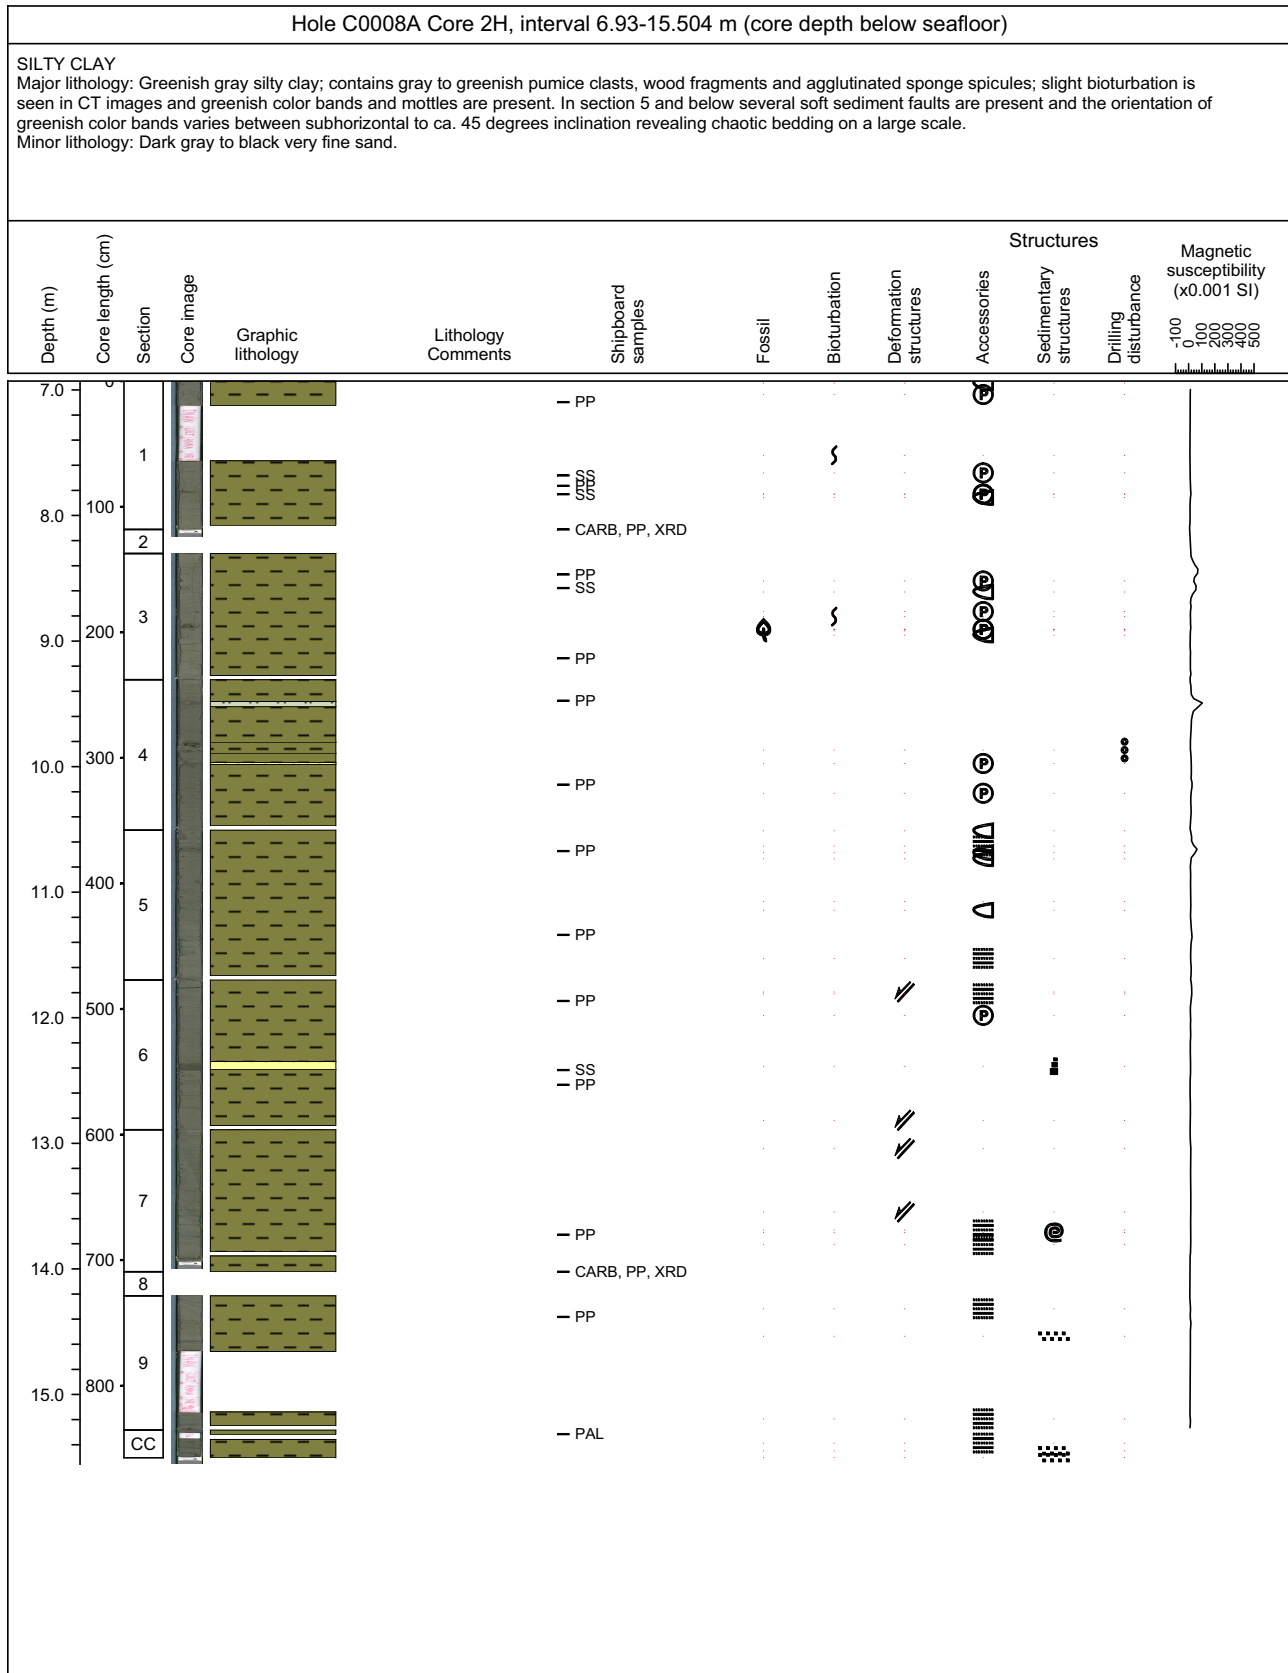 Hole C0008A Core 2H, interval 6.93-15.504 m (core depth below seafloor)
SILTY CLAY
Major lithology: Greenish gray silty clay; contains gray to greenish pumice clasts, wood fragments and agglutinated sponge spicules; slight bioturbation is
seen in CT images and greenish color bands and mottles are present. In section 5 and below several soft sediment faults are present and the orientation of
greenish color bands varies between subhorizontal to ca. 45 degrees inclination revealing chaotic bedding on a large scale.
Minor lithology: Dark gray to black very fine sand.
Depth (m)
Core length (cm)
Section
Core image
Graphic
lithology
Lithology
Comments
Shipboard
samples
Fossil
Bioturbation
Deformation
structures
Structures
Accessories
Sedimentary
structures
Drilling
disturbance
Magnetic
susceptibility
(x0.001 SI)
-100
0
100
200
300
400
500
0
7.0
PP
P
1
P
SS
PP
SS
P
100
8.0
CARB, PP, XRD
2
PP
P
SS
3
P
200
P
9.0
PP
PP
4
300
P
10.0
PP
P
PP
400
11.0
5
PP
PP
500
12.0
P
6
SS
PP
600
13.0
7
PP
700
14.0
CARB, PP, XRD
8
PP
9
800
15.0
PAL
CC